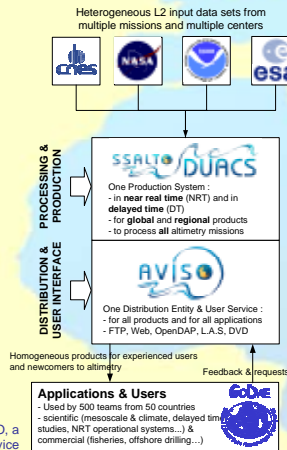 Heterogeneous L2 input data sets from
multiple missions and multiple centers
cnes
NASA
esa
PROCESSING &
PRODUCTION
SSALTO DUACS
One Production System :
- in near real time (NRT) and in
delayed time (DT)
- for global and regional products
- to process all altimetry missions
DISTRIBUTION &
USER INTERFACE
AVISO
One Distribution Entity & User Service :
- for all products and for all applications
- FTP, Web, OpenDAP, L.A.S, DVD
Homogeneous products for experienced users
and newcomers to altimetry
Feedback & requests
Applications & Users
- Used by 500 teams from 50 countries
- scientific (mesoscale & climate, delayed time
studies, NRT operational systems...) &
commercial (fisheries, offshore drilling…)
GODAE
D, a
vice